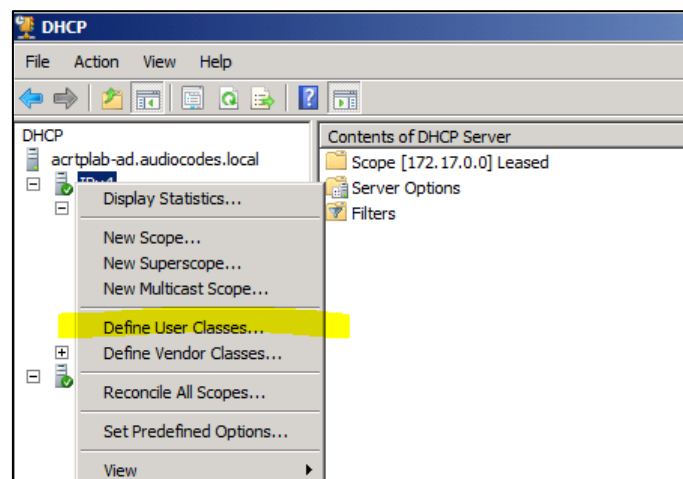 DHCP
File Action View Help
DHCP
Contents of DHCP Server
acrtplab-ad.audiocodes.local
Scope [172.17.0.0] Leased
IPv4
Server Options
Display Statistics...
Filters
New Scope...
New Superscope...
New Multicast Scope...
Define User Classes...
Define Vendor Classes...
Reconcile All Scopes...
Set Predefined Options...
View